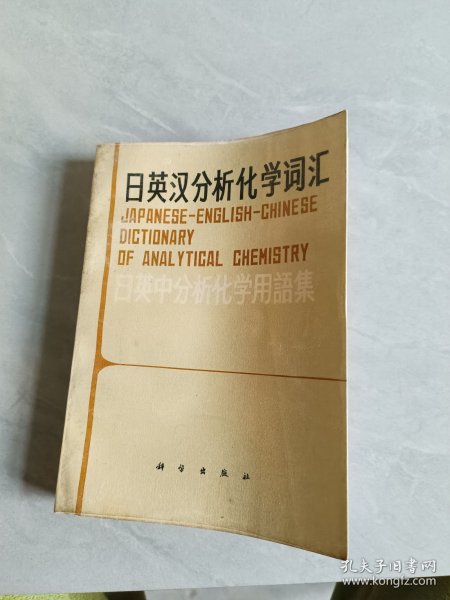 日英汉分析化学词汇
JAPANESE-ENGLISH-CHINESE
DICTIONARY
OF ANALYTICAL CHEMISTRY
日英中分析化学用語集
科学出版社
孔夫子旧书网
www.kongfz.com